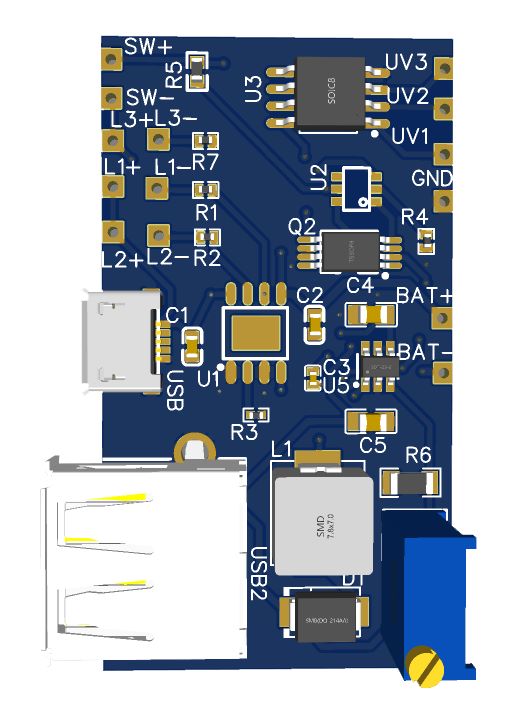 SW+
SW-
L3+
L3-
L1+
L1-
L2+
L2-
R5
R7
R1
R2
U3
SOIC8
UV3
UV2
UV1
GND
U2
Q2
R4
BAT+
BAT-
C4
C2
C1
USB
U1
C3
U5
C5
R3
L1
R6
SMD
7.8x7.0
USB2
D1
SMB(DO-214AA)